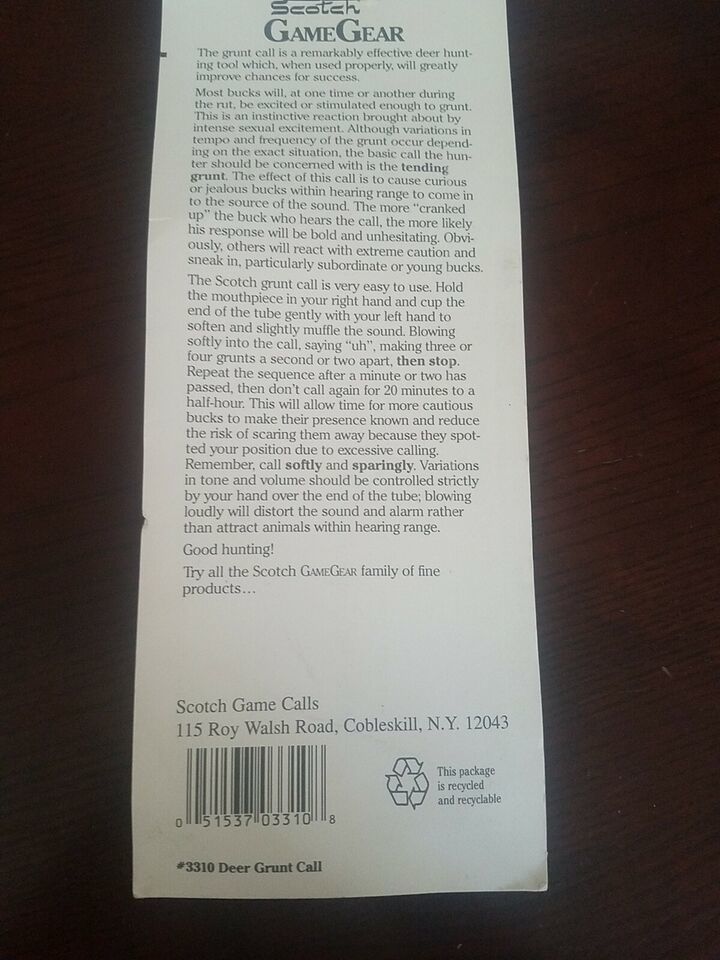 Scotch
GAMEGEAR
The grunt call is a remarkably effective deer hunt-
ing tool which, when used properly, will greatly
improve chances for success.
Most bucks will, at one time or another during
the rut, be excited or stimulated enough to grunt.
This is an instinctive reaction brought about by
intense sexual excitement. Although variations in
tempo and frequency of the grunt occur depend-
ing on the exact situation, the basic call the hun-
ter should be concerned with is the tending
grunt. The effect of this call is to cause curious
or jealous bucks within hearing range to come in
to the source of the sound. The more “cranked
up” the buck who hears the call, the more likely
his response will be bold and unhesitating. Obvi-
ously, others will react with extreme caution and
sneak in, particularly subordinate or young bucks.
The Scotch grunt call is very easy to use. Hold
the mouthpiece in your right hand and cup the
end of the tube gently with your left hand to
soften and slightly muffle the sound. Blowing
softly into the call, saying “uh”, making three or
four grunts a second or two apart, then stop.
Repeat the sequence after a minute or two has
passed, then don’t call again for 20 minutes to a
half-hour. This will allow time for more cautious
bucks to make their presence known and reduce
the risk of scaring them away because they spot-
ted your position due to excessive calling.
Remember, call softly and sparingly. Variations
in tone and volume should be controlled strictly
by your hand over the end of the tube; blowing
loudly will distort the sound and alarm rather
than attract animals within hearing range.
Good hunting!
Try all the Scotch GAMEGEAR family of fine
products...
Scotch Game Calls
115 Roy Walsh Road, Cobleskill, N.Y. 12043
This package
is recycled
and recyclable
0 51537 03310 8
#3310 Deer Grunt Call